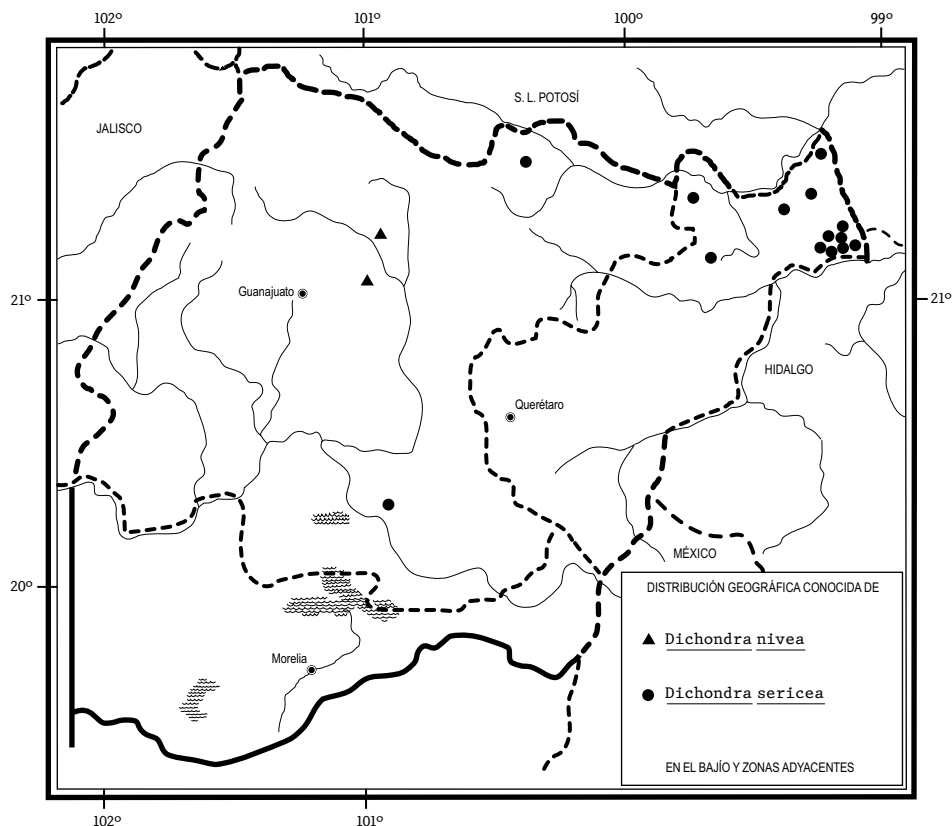 102º 101º 100º 99º
S. L. POTOSÍ
JALISCO
Guanajuato
21º 21º
HIDALGO
Querétaro
MÉXICO
20º
DISTRIBUCIÓN GEOGRÁFICA CONOCIDA DE
Dichondra nivea
Morelia
Dichondra sericea
EN EL BAJÍO Y ZONAS ADYACENTES
102º 101º